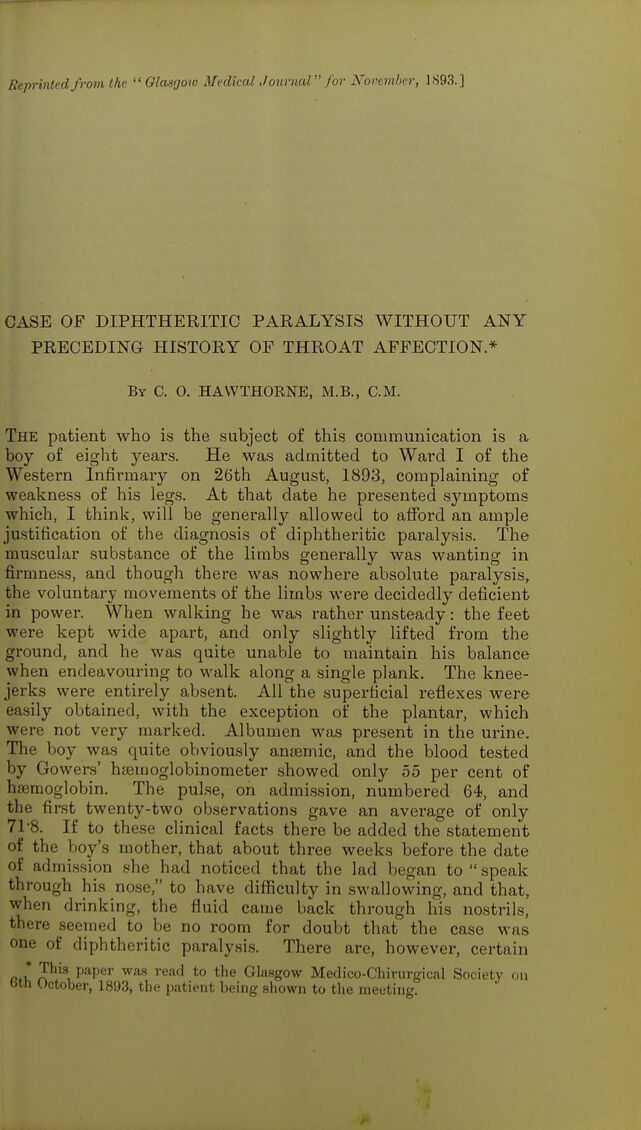 Reprinted from the "Glasgow Medical Journal" for November, 1893.]
CASE OF DIPHTHERITIC PARALYSIS WITHOUT ANY
PRECEDING HISTORY OF THROAT AFFECTION.*
By C. O. HAWTHORNE, M.B., C.M.
The patient who is the subject of this communication is a
boy of eight years. He was admitted to Ward I of the
Western Infirmary on 26th August, 1893, complaining of
weakness of his legs. At that date he presented symptoms
which, I think, will be generally allowed to afford an ample
justification of the diagnosis of diphtheritic paralysis. The
muscular substance of the limbs generally was wanting in
firmness, and though there was nowhere absolute paralysis,
the voluntary movements of the limbs were decidedly deficient
in power. When walking he was rather unsteady: the feet
were kept wide apart, and only slightly lifted from the
ground, and he was quite unable to maintain his balance
when endeavouring to walk along a single plank. The knee-
jerks were entirely absent. All the superficial reflexes were
easily obtained, with the exception of the plantar, which
were not very marked. Albumen was present in the urine.
The boy was quite obviously anæmic, and the blood tested
by Gowers' hæmoglobinometer showed only 55 per cent of
hæmoglobin. The pulse, on admission, numbered 64, and
the first twenty-two observations gave an average of only
71·8. If to these clinical facts there be added the statement
of the boy's mother, that about three weeks before the date
of admission she had noticed that the lad began to "speak
through his nose," to have difficulty in swallowing, and that,
when drinking, the fluid came back through his nostrils,
there seemed to be no room for doubt that the case was
one of diphtheritic paralysis. There are, however, certain
* This paper was read to the Glasgow Medico-Chirurgical Society on
6th October, 1893, the patient being shown to the meeting.